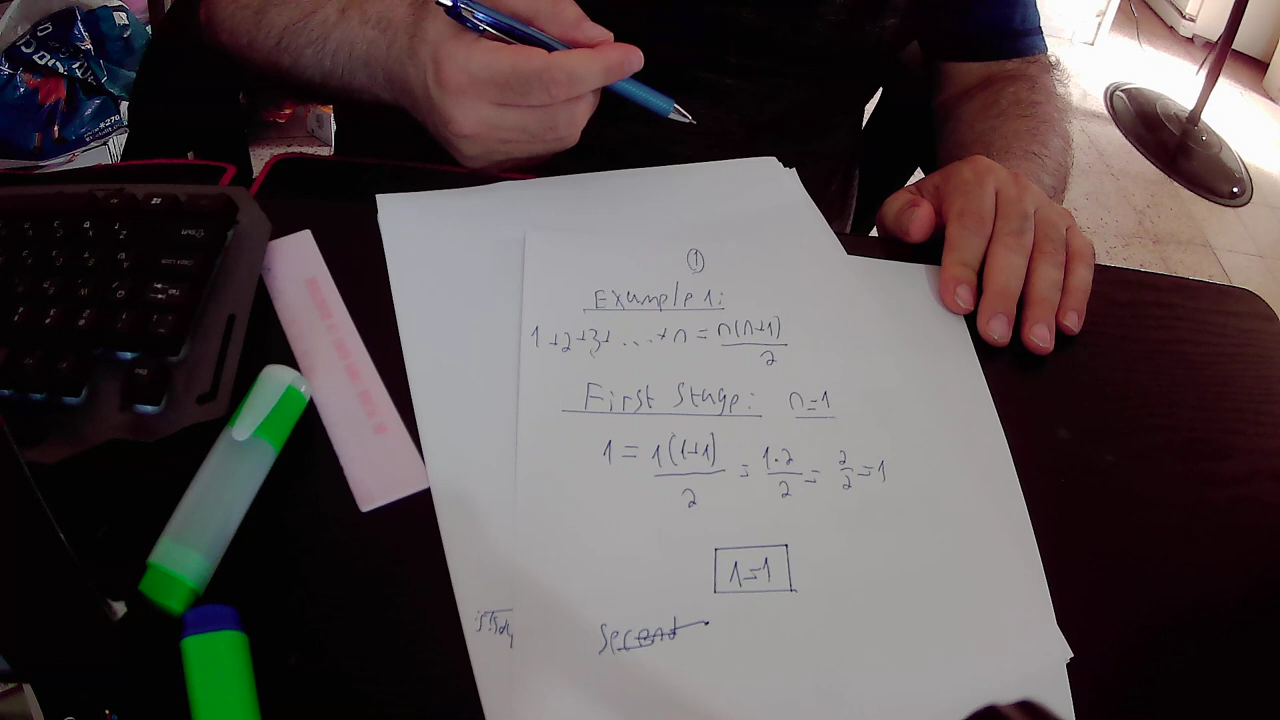 ①
Example 1:
1+2+3+ ... +n = n(n+1)/2
First Stage: n=1
1 = 1(1+1)/2 = 1·2/2 = 2/2 = 1
1=1
Second